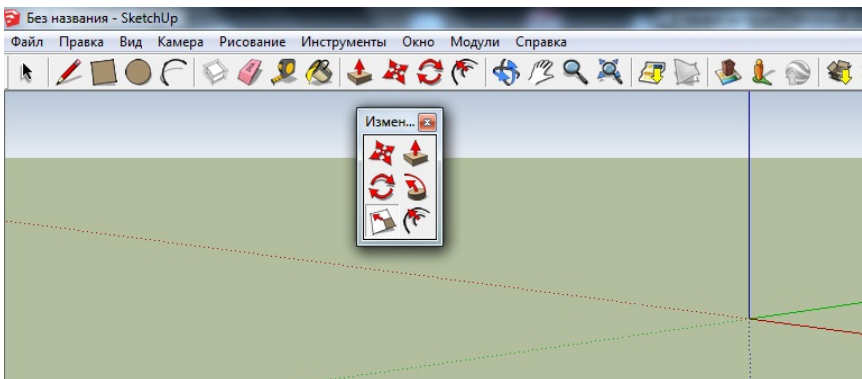 Без названия - SketchUp
Файл Правка Вид Камера Рисование Инструменты Окно Модули Справка
Измен...